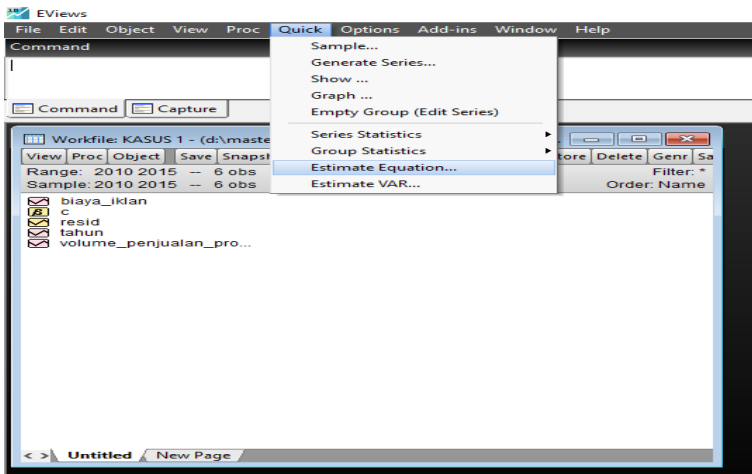 EViews
File Edit Object View Proc Quick Options Add-ins Window Help
Command
Sample...
Generate Series...
Show ...
Graph ...
Empty Group (Edit Series)
Series Statistics
Group Statistics
Estimate Equation...
Estimate VAR...
Command Capture
Workfile: KASUS 1 - (d:\maste
View Proc Object Save Snapsl tore Delete Genr Sa
Range: 2010 2015 -- 6 obs Filter: *
Sample: 2010 2015 -- 6 obs Order: Name
biaya_iklan
c
resid
tahun
volume_penjualan_pro...
< > Untitled New Page